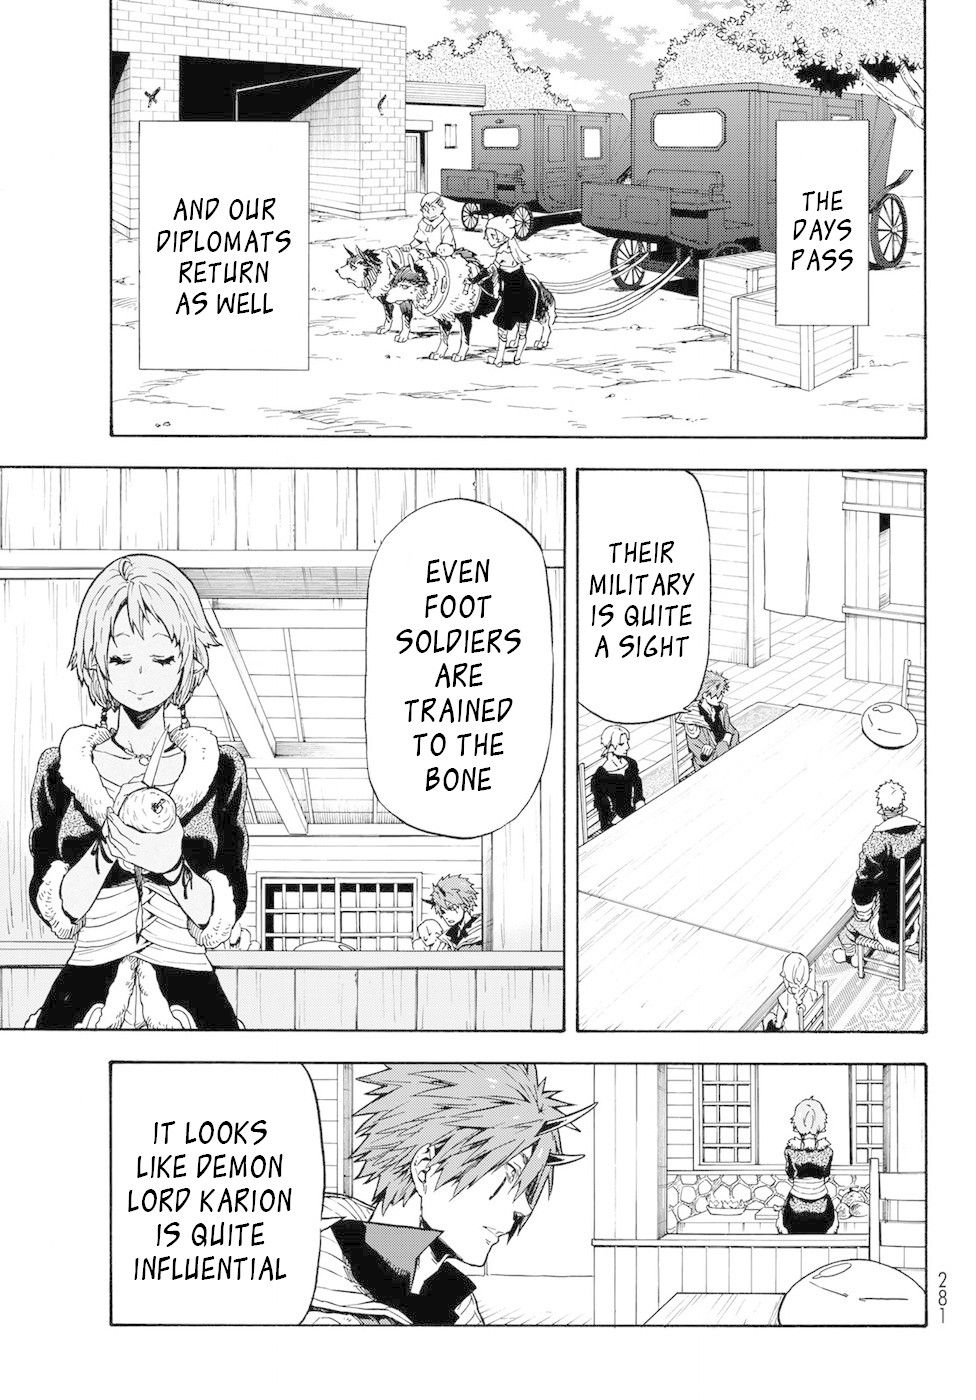 THE
DAYS
PASS
AND OUR
DIPLOMATS
RETURN
AS WELL
THEIR
MILITARY
IS QUITE
A SIGHT
EVEN
FOOT
SOLDIERS
ARE
TRAINED
TO THE
BONE
IT LOOKS
LIKE DEMON
LORD KARION
IS QUITE
INFLUENTIAL
281